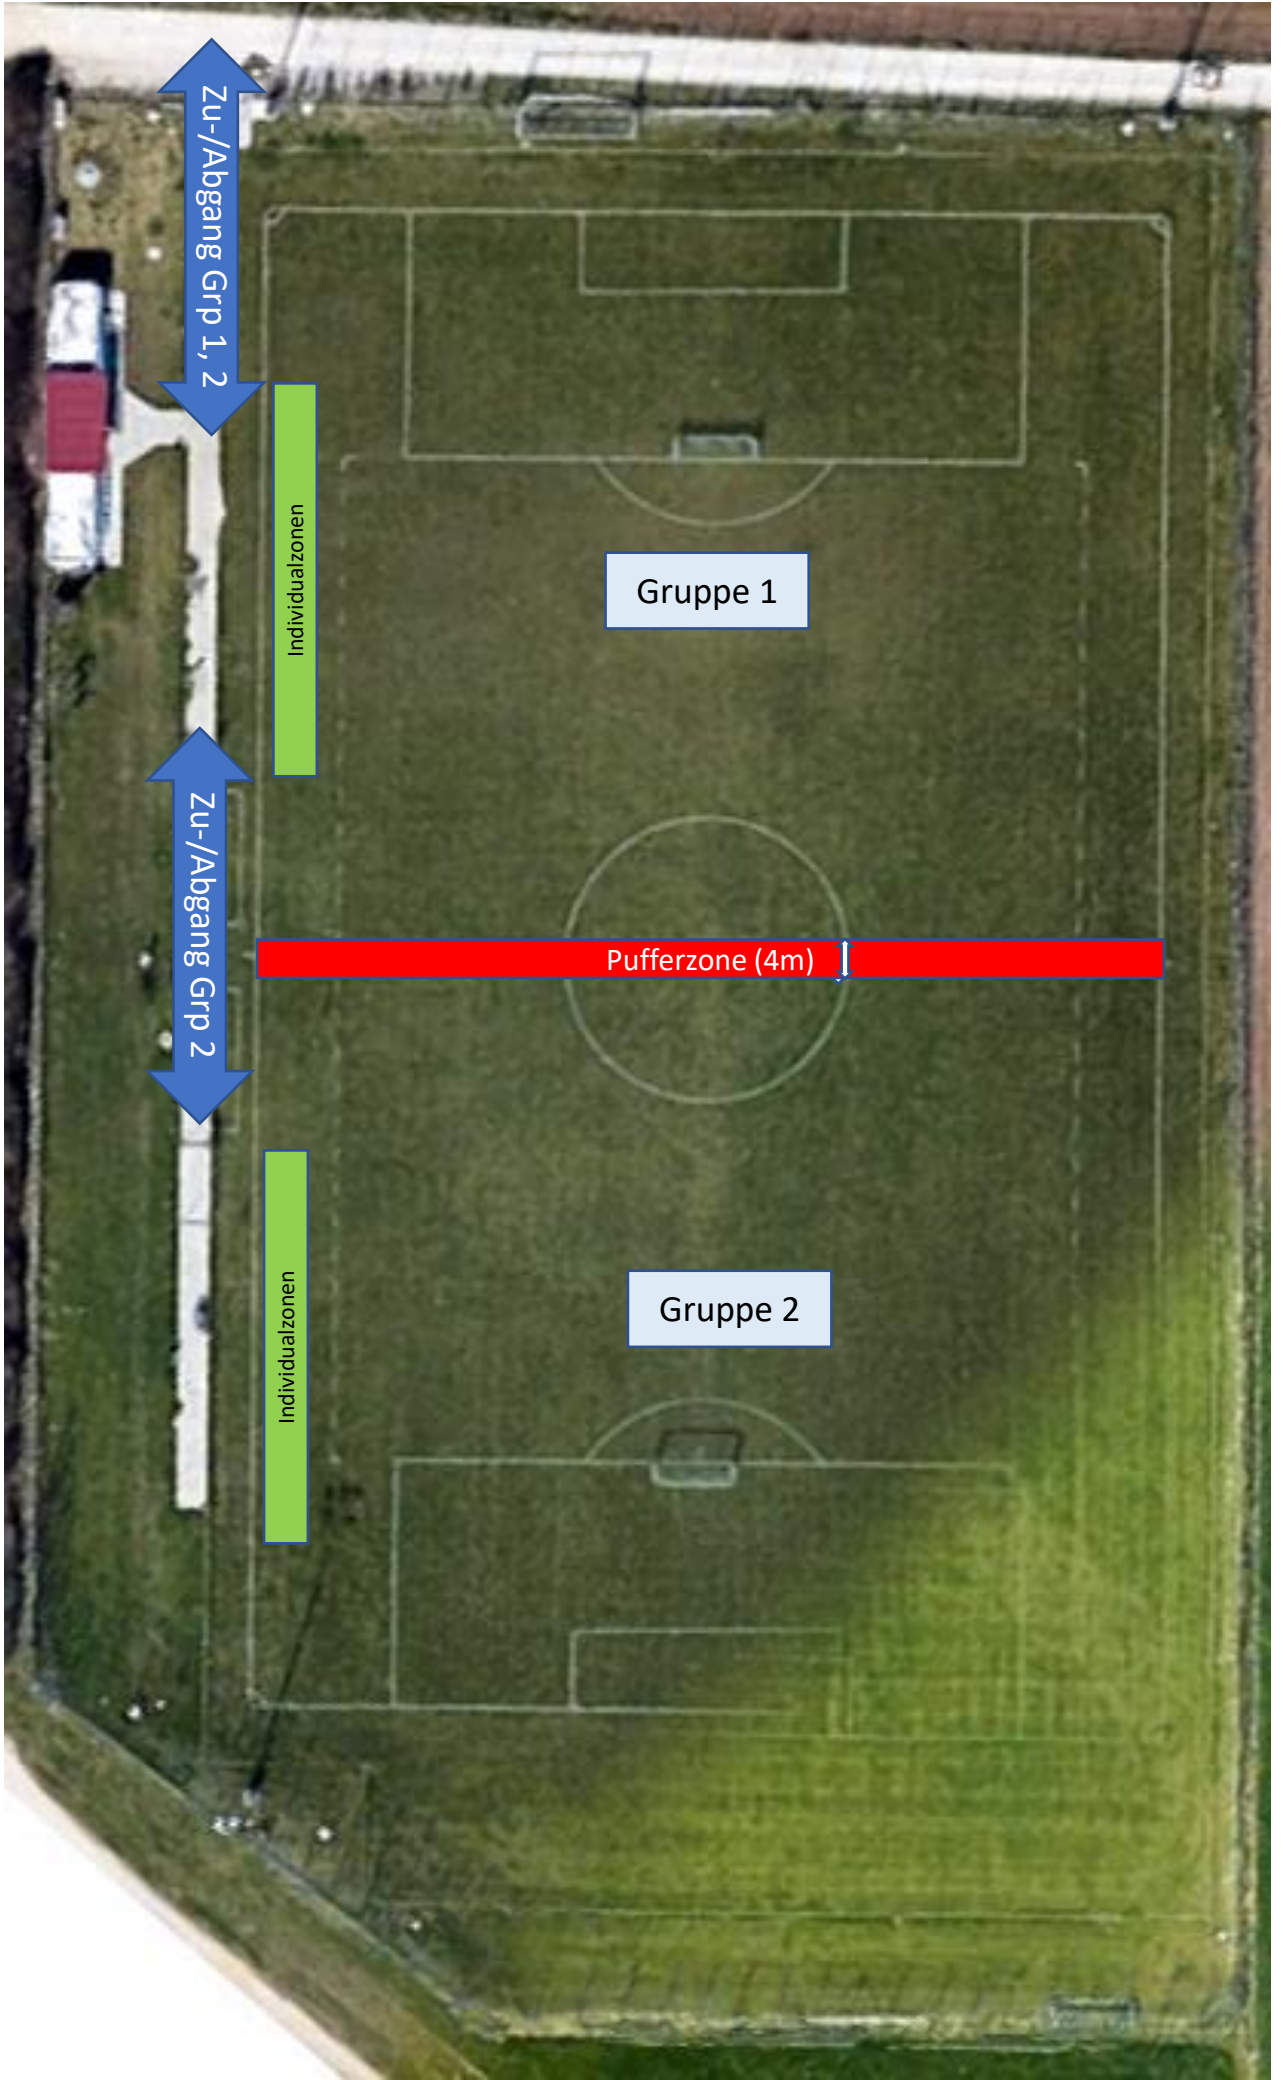 Zu-/Abgang Grp 1, 2
Individualzonen
Gruppe 1
Zu-/Abgang Grp 2
Pufferzone (4m)
Individualzonen
Gruppe 2